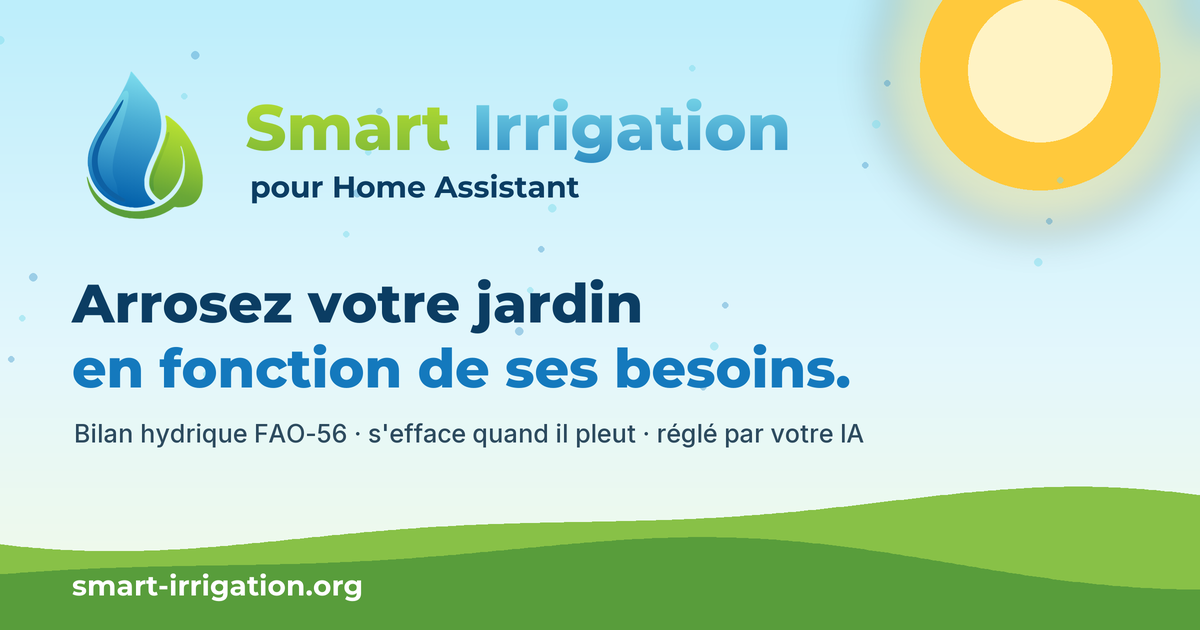 Smart Irrigation
pour Home Assistant
Arrosez votre jardin
en fonction de ses besoins.
Bilan hydrique FAO-56 · s'efface quand il pleut · réglé par votre IA
smart-irrigation.org